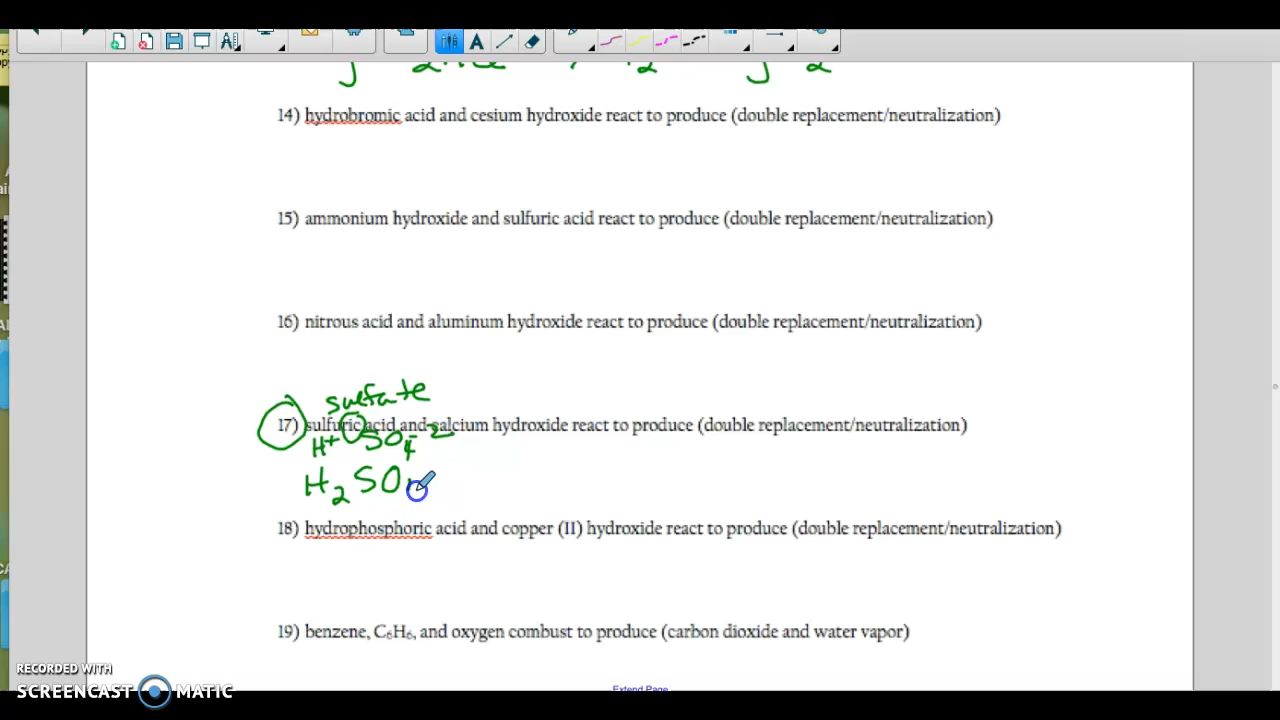 14) hydrobromic acid and cesium hydroxide react to produce (double replacement/neutralization)
15) ammonium hydroxide and sulfuric acid react to produce (double replacement/neutralization)
16) nitrous acid and aluminum hydroxide react to produce (double replacement/neutralization)
sulfate
17) sulfuric acid and calcium hydroxide react to produce (double replacement/neutralization)
H+ SO4-2
H2SO
18) hydrophosphoric acid and copper (II) hydroxide react to produce (double replacement/neutralization)
19) benzene, C₆H₆, and oxygen combust to produce (carbon dioxide and water vapor)
RECORDED WITH
SCREENCAST MATIC
Extend Page